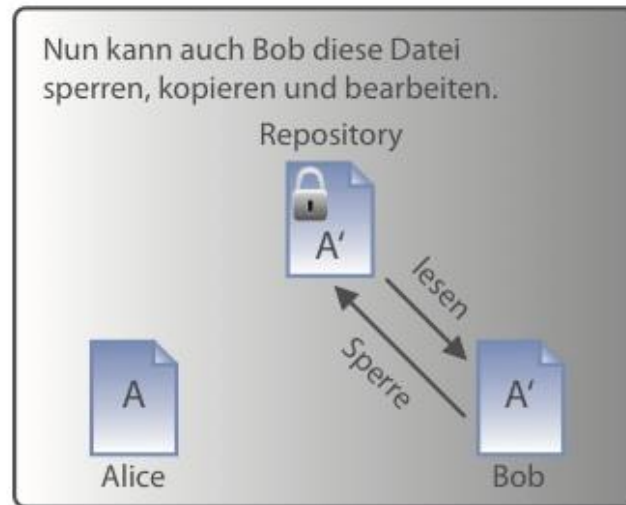 Nun kann auch Bob diese Datei
sperren, kopieren und bearbeiten.
Repository
A‘
lesen
Sperre
A
A‘
Alice
Bob